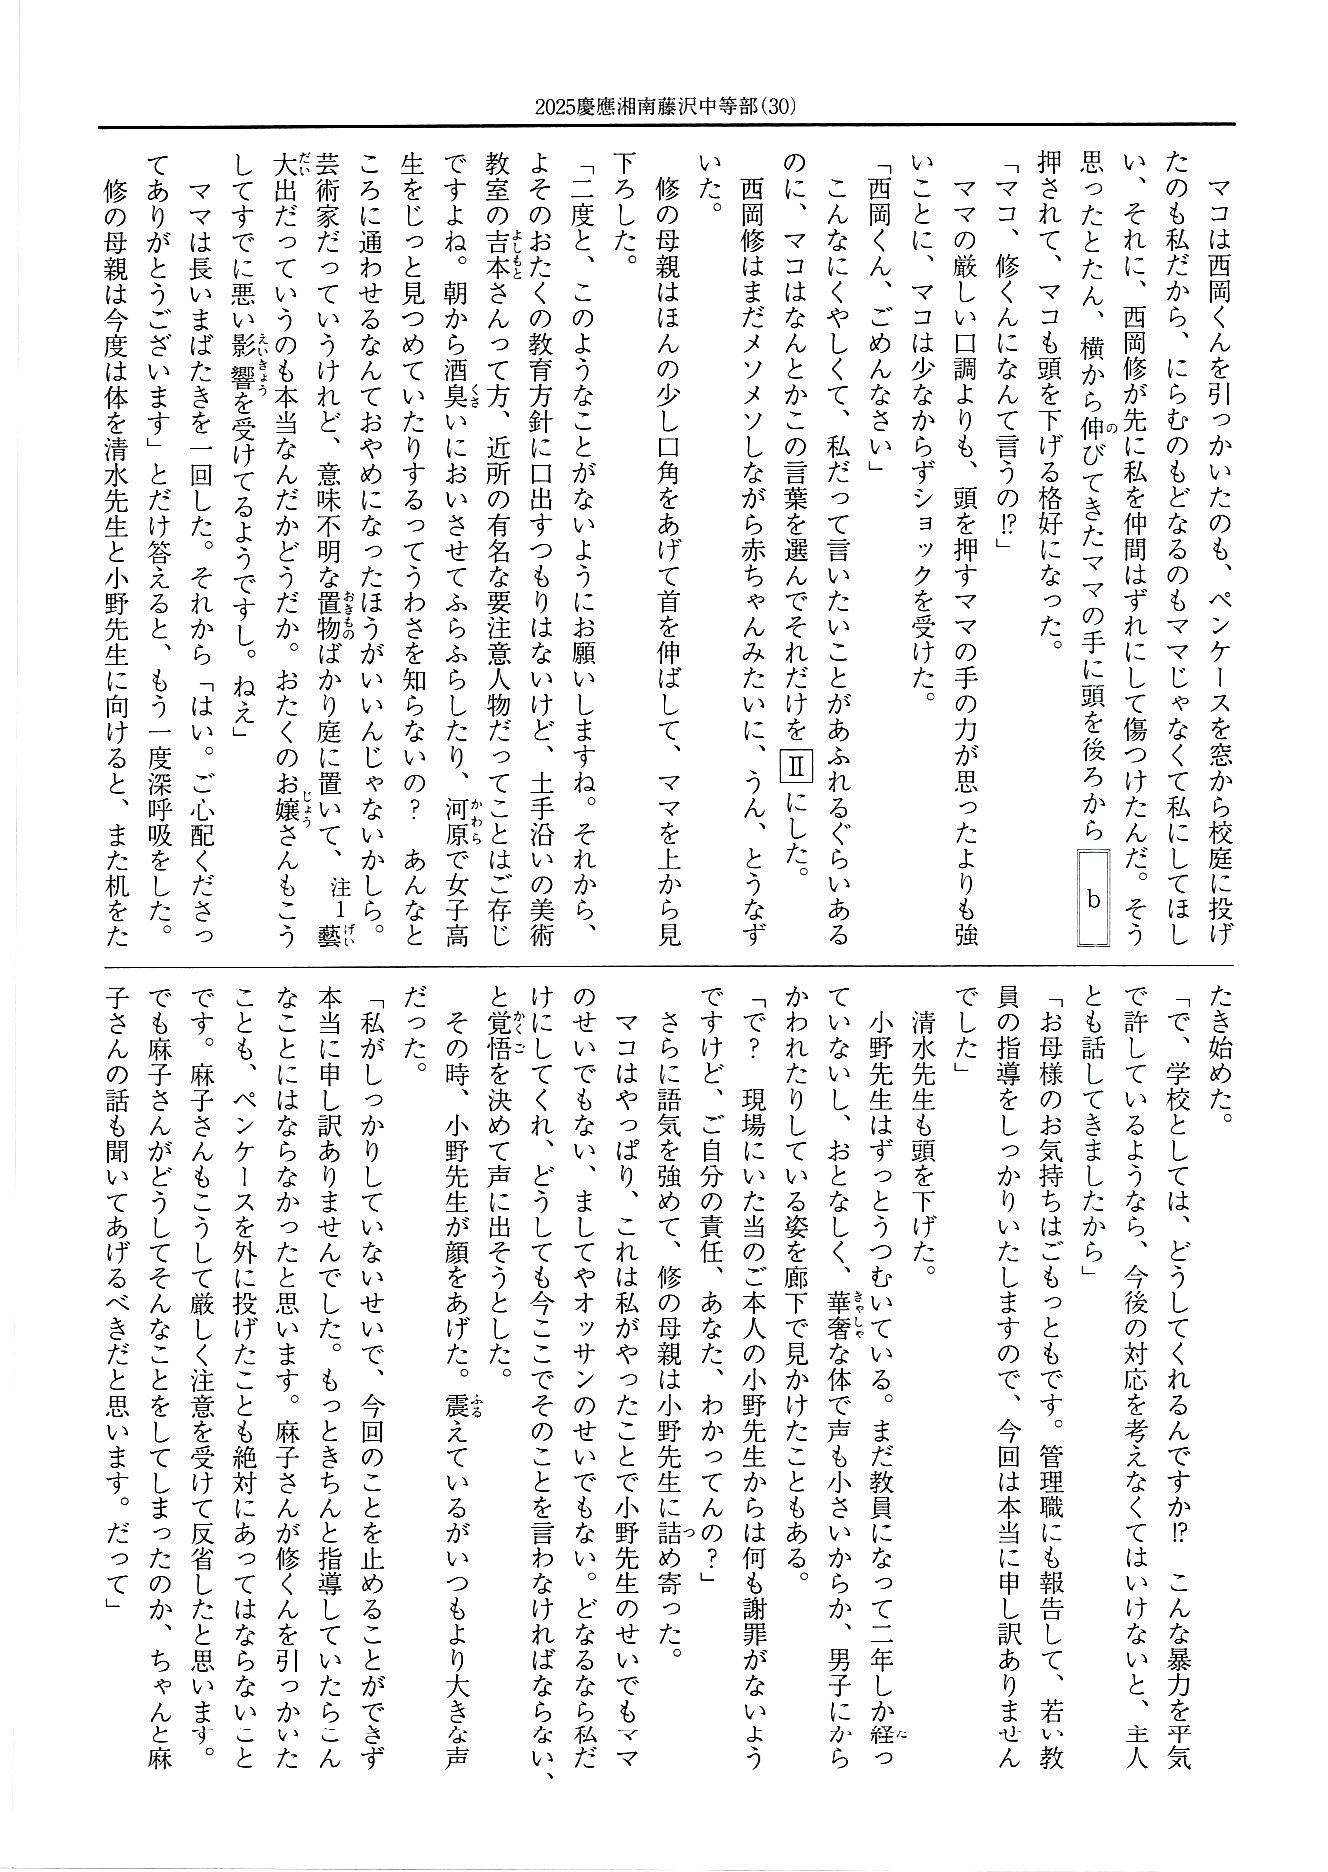 2025慶應湘南藤沢中等部(30)
マコは西岡くんを引っかいたのも、ペンケースを窓から校庭に投げ
たのも私だから、にらむのもどなるのもママじゃなくて私にしてほし
い、それに、西岡修が先に私を仲間はずれにして傷つけたんだ。そう
思ったとたん、横から伸びてきたママの手に頭を後ろから b
押されて、マコも頭を下げる格好になった。
「マコ、修くんになんて言うの!?」
ママの厳しい口調よりも、頭を押すママの手の力が思ったよりも強
いことに、マコは少なからずショックを受けた。
「西岡くん、ごめんなさい」
こんなにくやしくて、私だって言いたいことがあふれるぐらいある
のに、マコはなんとかこの言葉を選んでそれだけを Ⅱ にした。
西岡修はまだメソメソしながら赤ちゃんみたいに、うん、とうなず
いた。
修の母親はほんの少し口角をあげて首を伸ばして、ママを上から見
下ろした。
「二度と、このようなことがないようにお願いしますね。それから、
よそのおたくの教育方針に口出すつもりはないけど、土手沿いの美術
教室の吉本さんって方、近所の有名な要注意人物だってことはご存じ
ですよね。朝から酒臭いにおいさせてふらふらしたり、河原で女子高
生をじっと見つめていたりするってうわさを知らないの? あんなと
ころに通わせるなんておやめになったほうがいいんじゃないかしら。
芸術家だっていうけれど、意味不明な置物ばかり庭に置いて、注1藝
大出だっていうのも本当なんだかどうだか。おたくのお嬢さんもこう
してすでに悪い影響を受けてるようですし。ねえ」
ママは長いまばたきを一回した。それから「はい。ご心配くださっ
てありがとうございます」とだけ答えると、もう一度深呼吸をした。
修の母親は今度は体を清水先生と小野先生に向けると、また机をた
たき始めた。
「で、学校としては、どうしてくれるんですか!? こんな暴力を平気
で許しているようなら、今後の対応を考えなくてはいけないと、主人
とも話してきましたから」
「お母様のお気持ちはごもっともです。管理職にも報告して、若い教
員の指導をしっかりいたしますので、今回は本当に申し訳ありません
でした」
清水先生も頭を下げた。
小野先生はずっとうつむいている。まだ教員になって二年しか経っ
ていないし、おとなしく、華奢な体で声も小さいからか、男子にから
かわれたりしている姿を廊下で見かけたこともある。
「で? 現場にいた当のご本人の小野先生からは何も謝罪がないよう
ですけど、ご自分の責任、あなた、わかってんの?」
さらに語気を強めて、修の母親は小野先生に詰め寄った。
マコはやっぱり、これは私がやったことで小野先生のせいでもママ
のせいでもない、ましてやオッサンのせいでもない。どなるなら私だ
けにしてくれ、どうしても今ここでそのことを言わなければならない、
と覚悟を決めて声に出そうとした。
その時、小野先生が顔をあげた。震えているがいつもより大きな声
だった。
「私がしっかりしていないせいで、今回のことを止めることができず
本当に申し訳ありませんでした。もっときちんと指導していたらこん
なことにはならなかったと思います。麻子さんが修くんを引っかいた
ことも、ペンケースを外に投げたことも絶対にあってはならないこと
です。麻子さんもこうして厳しく注意を受けて反省したと思います。
でも麻子さんがどうしてそんなことをしてしまったのか、ちゃんと麻
子さんの話も聞いてあげるべきだと思います。だって」